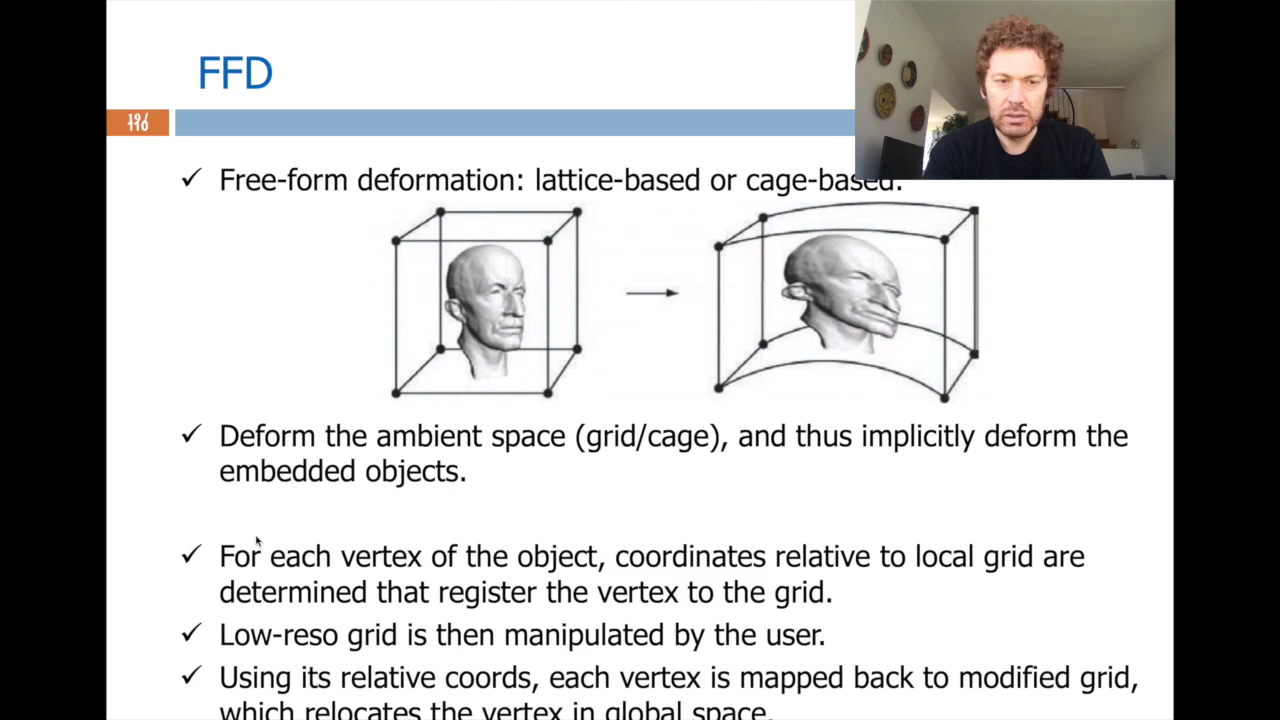 FFD
✓ Free-form deformation: lattice-based or cage-based.
✓ Deform the ambient space (grid/cage), and thus implicitly deform the
embedded objects.
✓ For each vertex of the object, coordinates relative to local grid are
determined that register the vertex to the grid.
✓ Low-reso grid is then manipulated by the user.
✓ Using its relative coords, each vertex is mapped back to modified grid,
which relocates the vertex in global space.